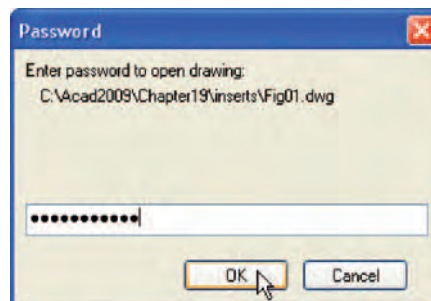 Password
Enter password to open drawing:
C:\Acad2009\Chapter19\inserts\Fig01.dwg
●●●●●●●●●●●
OK Cancel